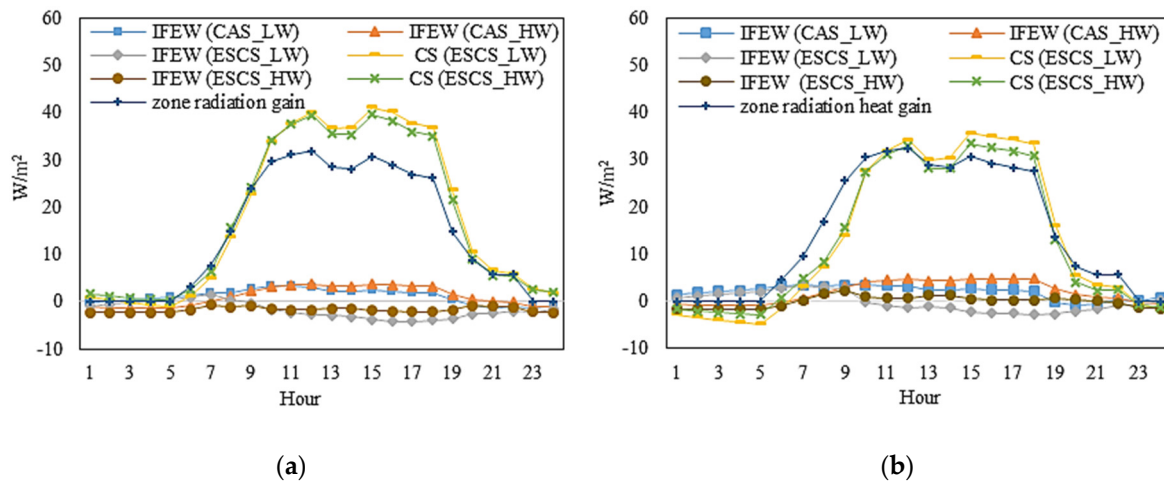 60
50
40
30
20
10
0
-10
W/m²
IFEW (CAS_LW)
IFEW (CAS_HW)
IFEW (ESCS_LW)
CS (ESCS_LW)
IFEW (ESCS_HW)
CS (ESCS_HW)
zone radiation gain
1 3 5 7 9 11 13 15 17 19 21 23
Hour
(a)
60
50
40
30
20
10
0
-10
W/m²
IFEW (CAS_LW)
IFEW (CAS_HW)
IFEW (ESCS_LW)
CS (ESCS_LW)
IFEW (ESCS_HW)
CS (ESCS_HW)
zone radiation heat gain
1 3 5 7 9 11 13 15 17 19 21 23
Hour
(b)